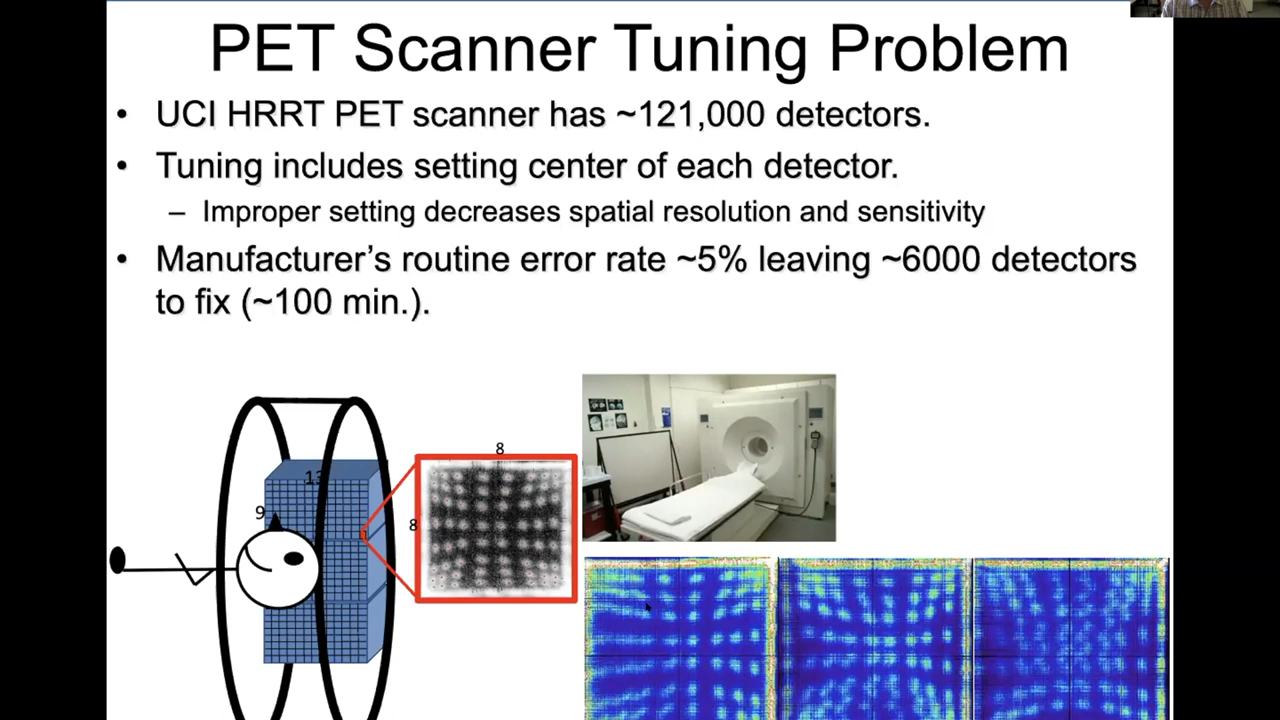 PET Scanner Tuning Problem
• UCI HRRT PET scanner has ~121,000 detectors.
• Tuning includes setting center of each detector.
– Improper setting decreases spatial resolution and sensitivity
• Manufacturer’s routine error rate ~5% leaving ~6000 detectors
to fix (~100 min.).
8
13
9
8